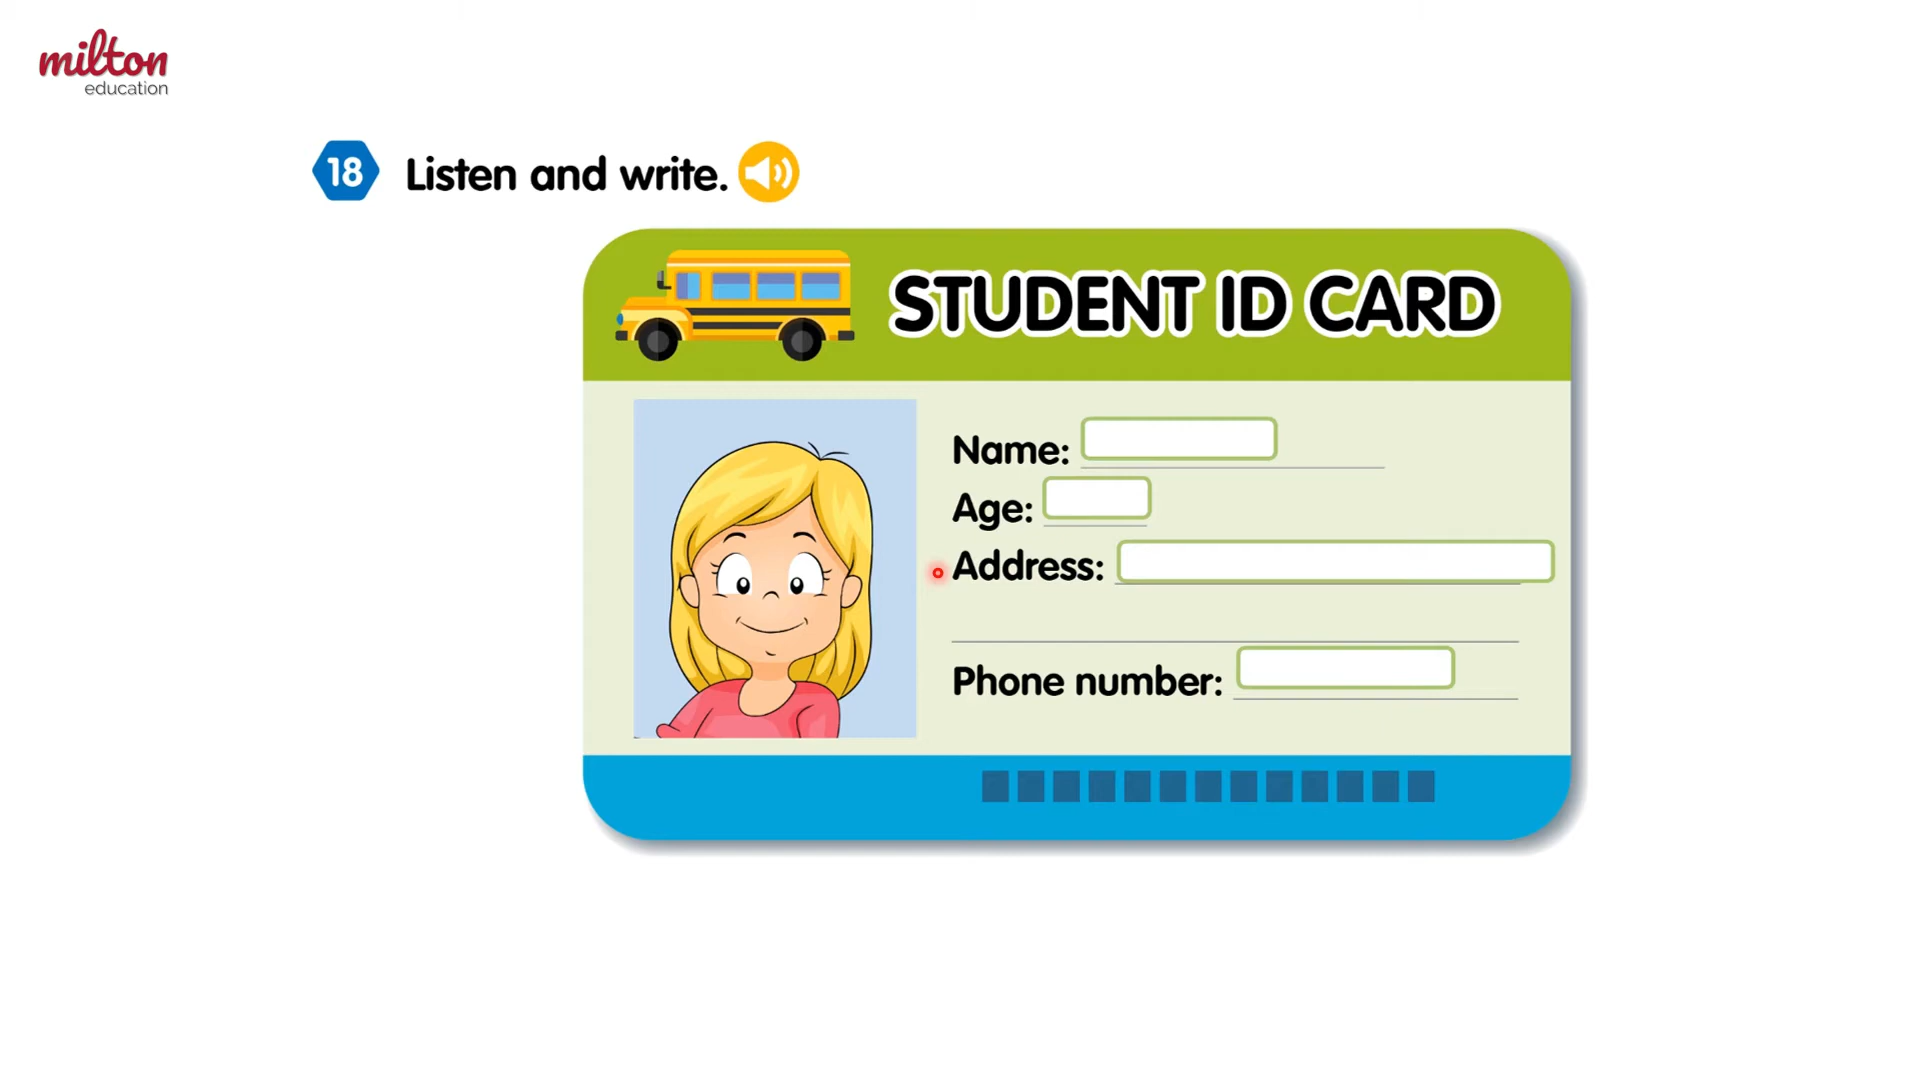 milton
education
18 Listen and write.
STUDENT ID CARD
Name:
Age:
Address:
Phone number: